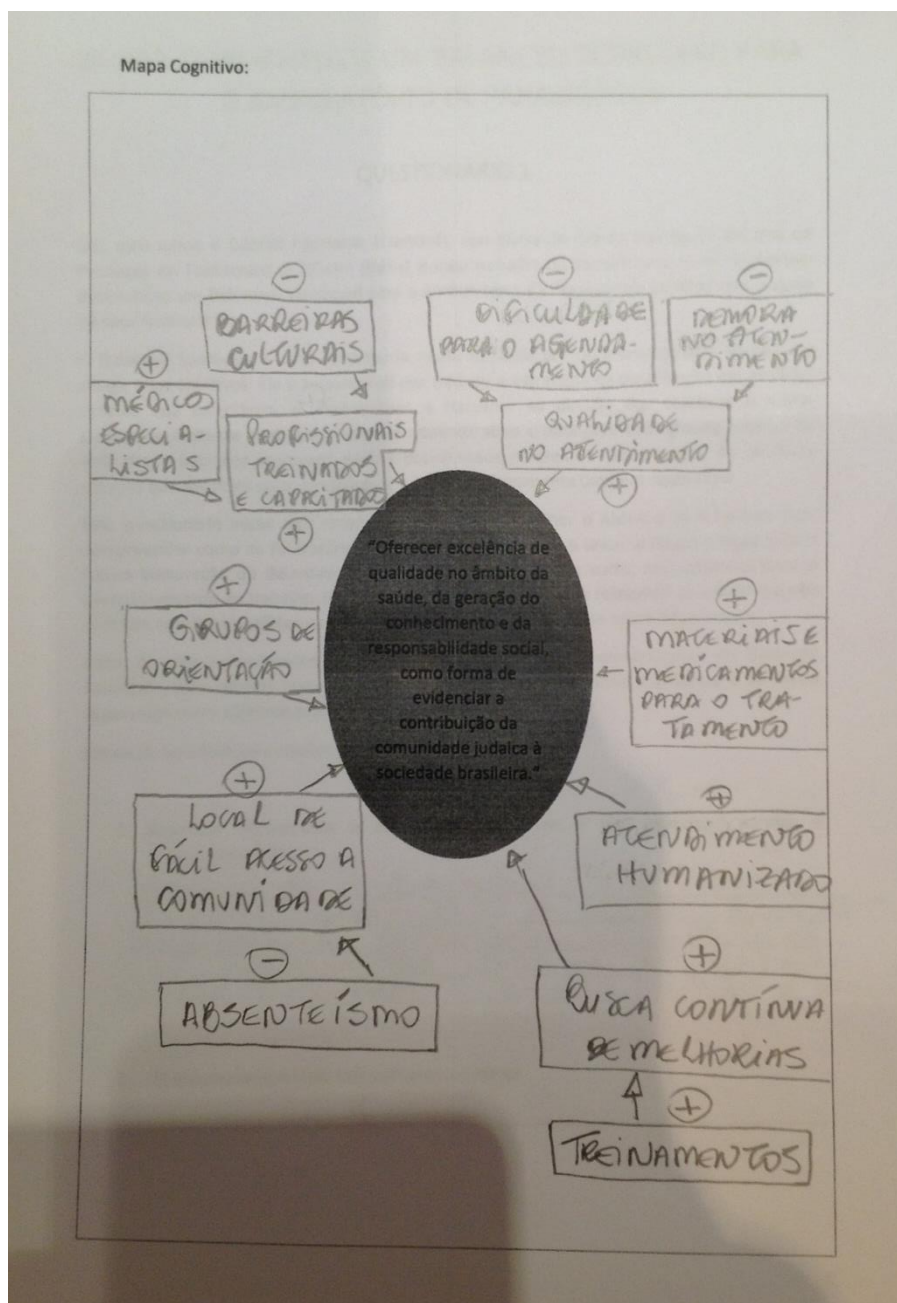 Mapa Cognitivo:
⊖
BARREIRAS
CULTURAIS
⊖
DIFICULDADE
PARA O AGENDA-
MENTO
⊖
DEMORA
NO ATEN-
DIMENTO
⊕
MÉDICOS
ESPECIA-
LISTAS
PROFISSIONAIS
TREINADOS
E CAPACITADOS
⊕
QUALIDADE
NO ATENDIMENTO
⊕
"Oferecer excelência de
qualidade no âmbito da
saúde, da geração do
conhecimento e da
responsabilidade social,
como forma de
evidenciar a
contribuição da
comunidade judaica à
sociedade brasileira."
⊕
GRUPOS DE
ORIENTAÇÃO
⊕
MATERIAIS E
MEDICAMENTOS
PARA O TRA-
TAMENTO
⊕
LOCAL DE
FÁCIL ACESSO A
COMUNIDADE
⊕
ATENDIMENTO
HUMANIZADO
⊖
ABSENTEÍSMO
⊕
BUSCA CONTÍNUA
DE MELHORIAS
⊕
TREINAMENTOS